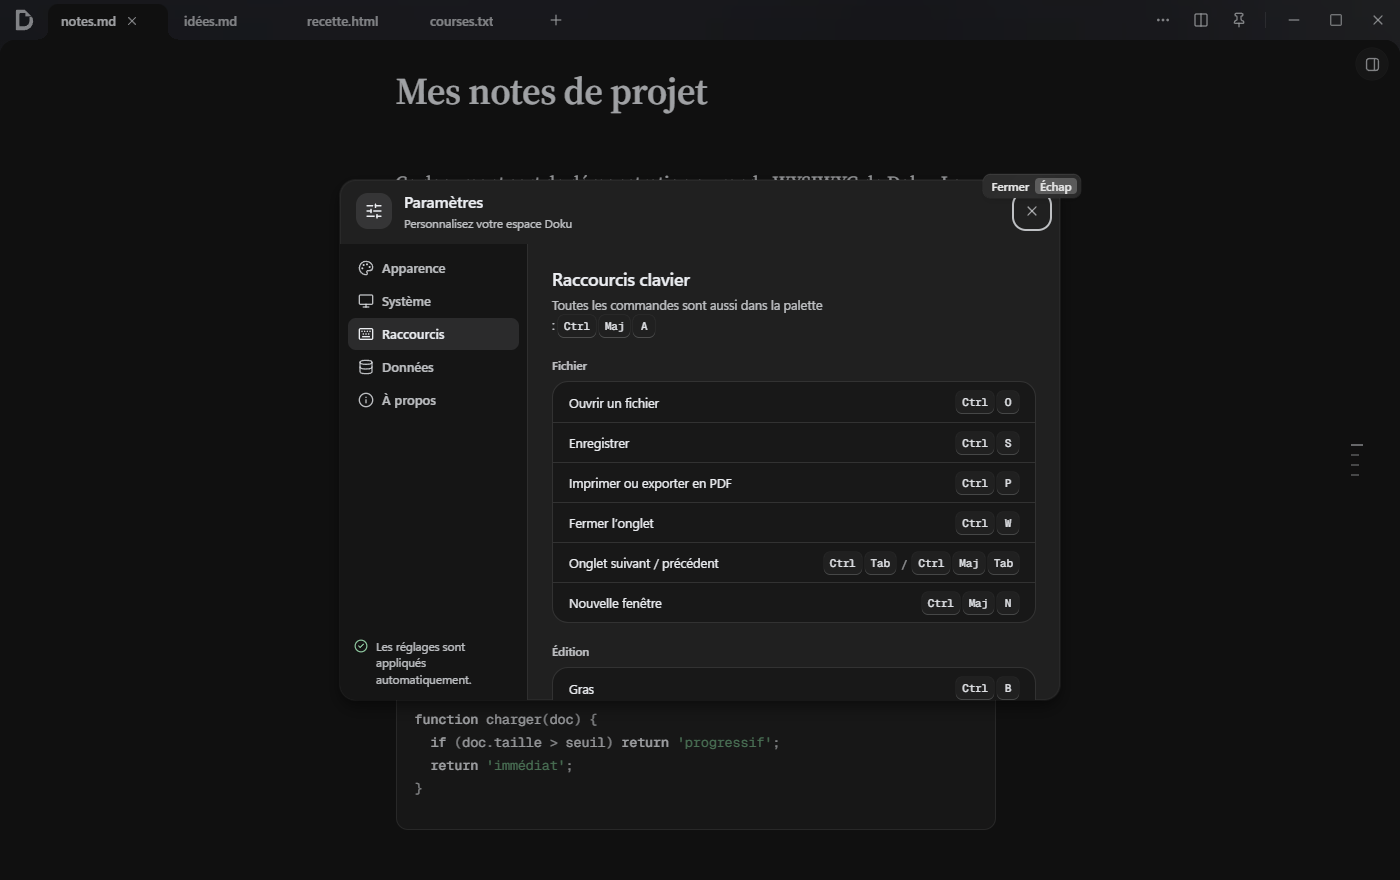 notes.md
idées.md
recette.html
courses.txt
Mes notes de projet
Fermer Échap
Paramètres
Personnalisez votre espace Doku
Apparence
Système
Raccourcis
Données
À propos
Les réglages sont
appliqués
automatiquement.
Raccourcis clavier
Toutes les commandes sont aussi dans la palette
: Ctrl Maj A
Fichier
Ouvrir un fichier Ctrl O
Enregistrer Ctrl S
Imprimer ou exporter en PDF Ctrl P
Fermer l'onglet Ctrl W
Onglet suivant / précédent Ctrl Tab / Ctrl Maj Tab
Nouvelle fenêtre Ctrl Maj N
Édition
Gras Ctrl B
function charger(doc) {
if (doc.taille > seuil) return 'progressif';
return 'immédiat';
}